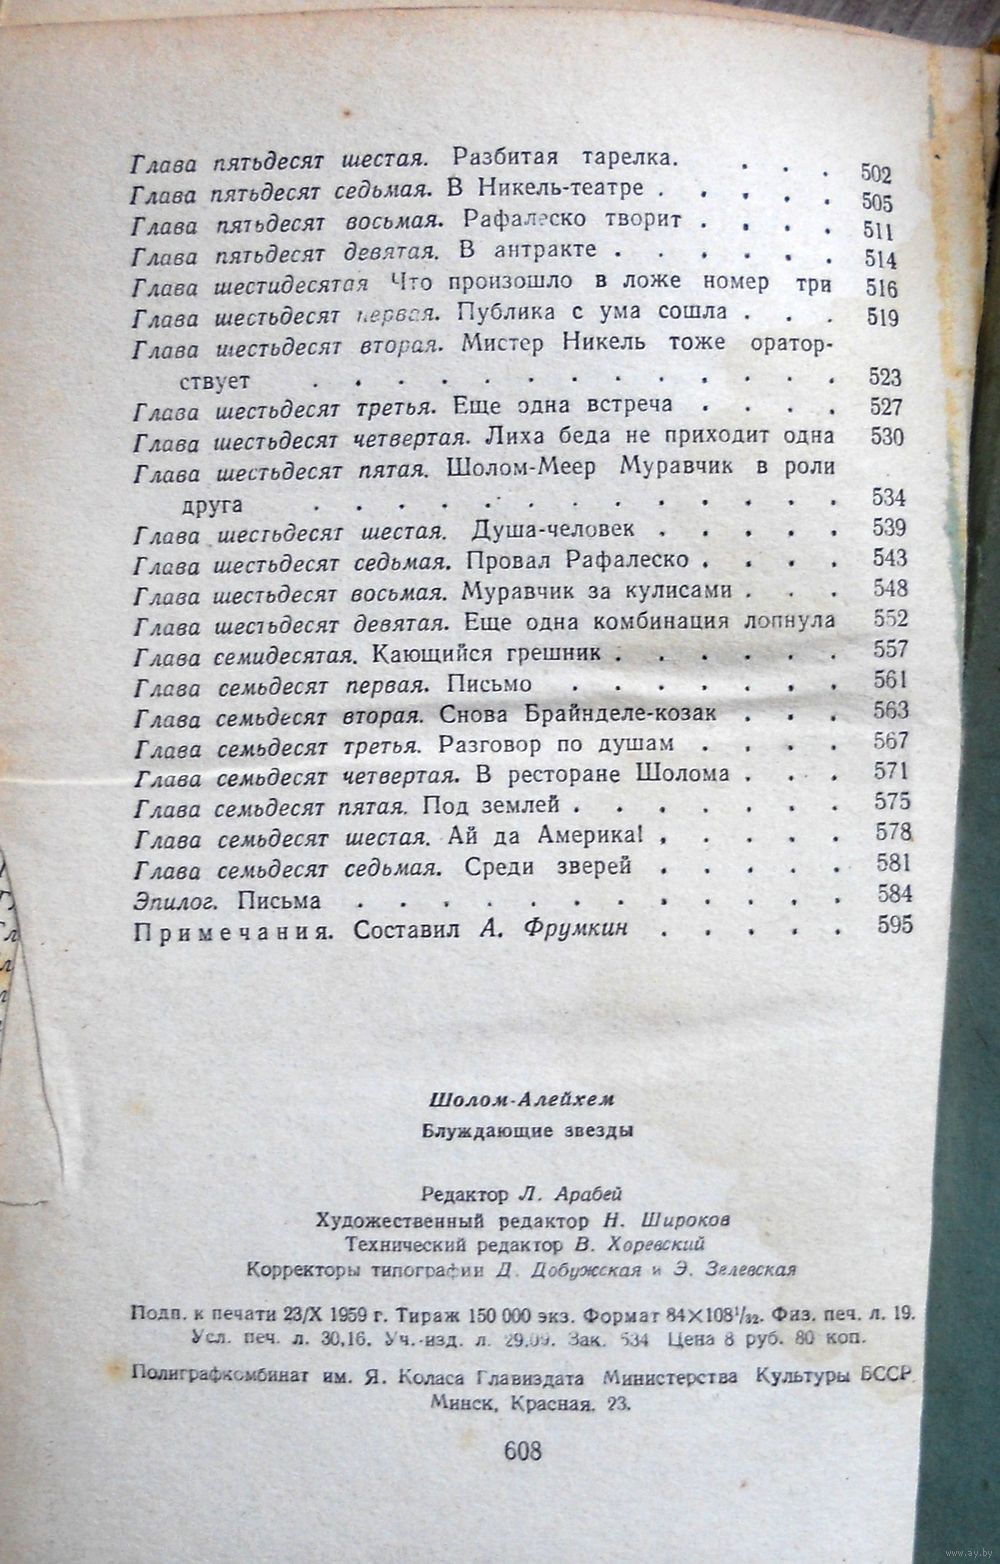 Глава пятьдесят шестая. Разбитая тарелка. . . . 502
Глава пятьдесят седьмая. В Никель-театре . . . . . 505
Глава пятьдесят восьмая. Рафалеско творит . . . . 511
Глава пятьдесят девятая. В антракте . . . . . . 514
Глава шестидесятая Что произошло в ложе номер три 516
Глава шестьдесят первая. Публика с ума сошла . . . 519
Глава шестьдесят вторая. Мистер Никель тоже оратор-
ствует . . . . . . . . . . . . . 523
Глава шестьдесят третья. Еще одна встреча . . . . 527
Глава шестьдесят четвертая. Лиха беда не приходит одна 530
Глава шестьдесят пятая. Шолом-Меер Муравчик в роли
друга . . . . . . . . . . . . . 534
Глава шестьдесят шестая. Душа-человек . . . . . 539
Глава шестьдесят седьмая. Провал Рафалеско . . . . 543
Глава шестьдесят восьмая. Муравчик за кулисами . . . 548
Глава шестьдесят девятая. Еще одна комбинация лопнула 552
Глава семидесятая. Кающийся грешник . . . . . . 557
Глава семьдесят первая. Письмо . . . . . . . 561
Глава семьдесят вторая. Снова Брайнделе-козак . . . 563
Глава семьдесят третья. Разговор по душам . . . . 567
Глава семьдесят четвертая. В ресторане Шолома . . . 571
Глава семьдесят пятая. Под землей . . . . . . . 575
Глава семьдесят шестая. Ай да Америка! . . . . . 578
Глава семьдесят седьмая. Среди зверей . . . . . 581
Эпилог. Письма . . . . . . . . . . . . 584
Примечания. Составил А. Фрумкин . . . . . 595
Шолом-Алейхем
Блуждающие звезды
Редактор Л. Арабей
Художественный редактор Н. Широков
Технический редактор В. Хоревский
Корректоры типографии Д. Добужская и Э. Зелевская
Подп. к печати 23/X 1959 г. Тираж 150 000 экз. Формат 84×108¹/₃₂. Физ. печ. л. 19.
Усл. печ. л. 30,16. Уч.-изд. л. 29,09. Зак. 534 Цена 8 руб. 80 коп.
Полиграфкомбинат им. Я. Коласа Главиздата Министерства Культуры БССР.
Минск, Красная, 23.
608
www.ay.by